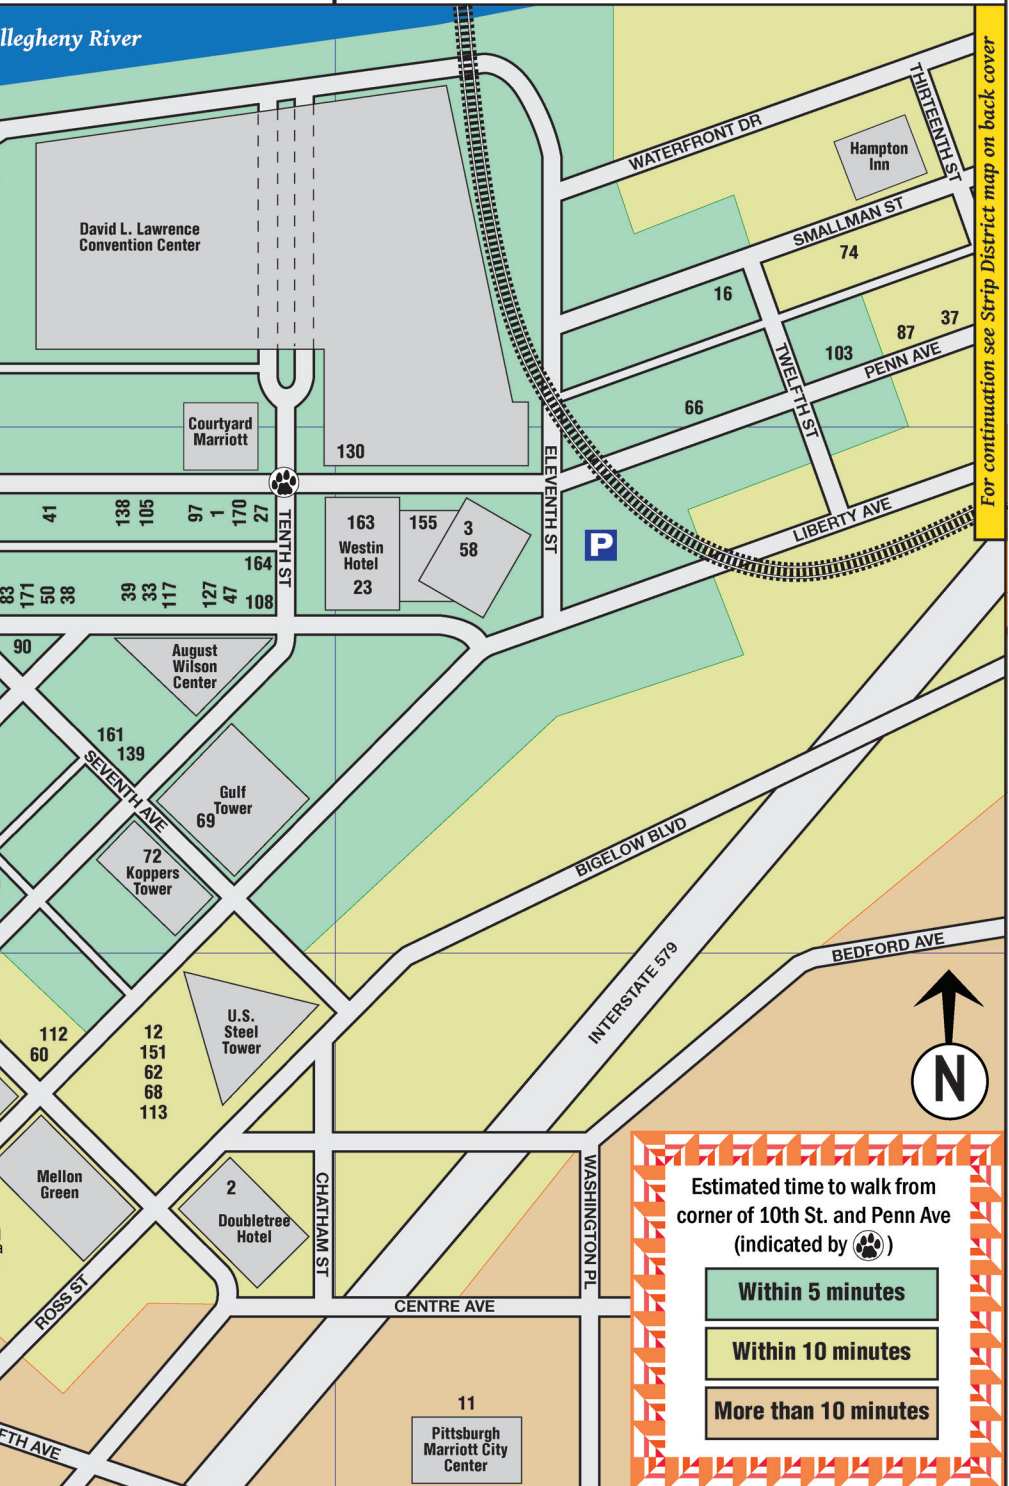 llegheny River
For continuation see Strip District map on back cover
THIRTEENTH ST
WATERFRONT DR
Hampton
Inn
David L. Lawrence
Convention Center
SMALLMAN ST
74
16
37
87
103
PENN AVE
TWELFTH ST
66
Courtyard
Marriott
130
ELEVENTH ST
41
138
105
97
1
170
27
TENTH ST
163
Westin
Hotel
23
155
3
58
P
LIBERTY AVE
164
83
171
50
38
39
33
117
127
47
108
90
August
Wilson
Center
161
139
SEVENTH AVE
Gulf
Tower
69
72
Koppers
Tower
BIGELOW BLVD
INTERSTATE 579
BEDFORD AVE
112
60
12
151
62
68
113
U.S.
Steel
Tower
N
Mellon
Green
2
Doubletree
Hotel
CHATHAM ST
WASHINGTON PL
ROSS ST
CENTRE AVE
a
FTH AVE
11
Pittsburgh
Marriott City
Center
Estimated time to walk from
corner of 10th St. and Penn Ave
(indicated by )
Within 5 minutes
Within 10 minutes
More than 10 minutes